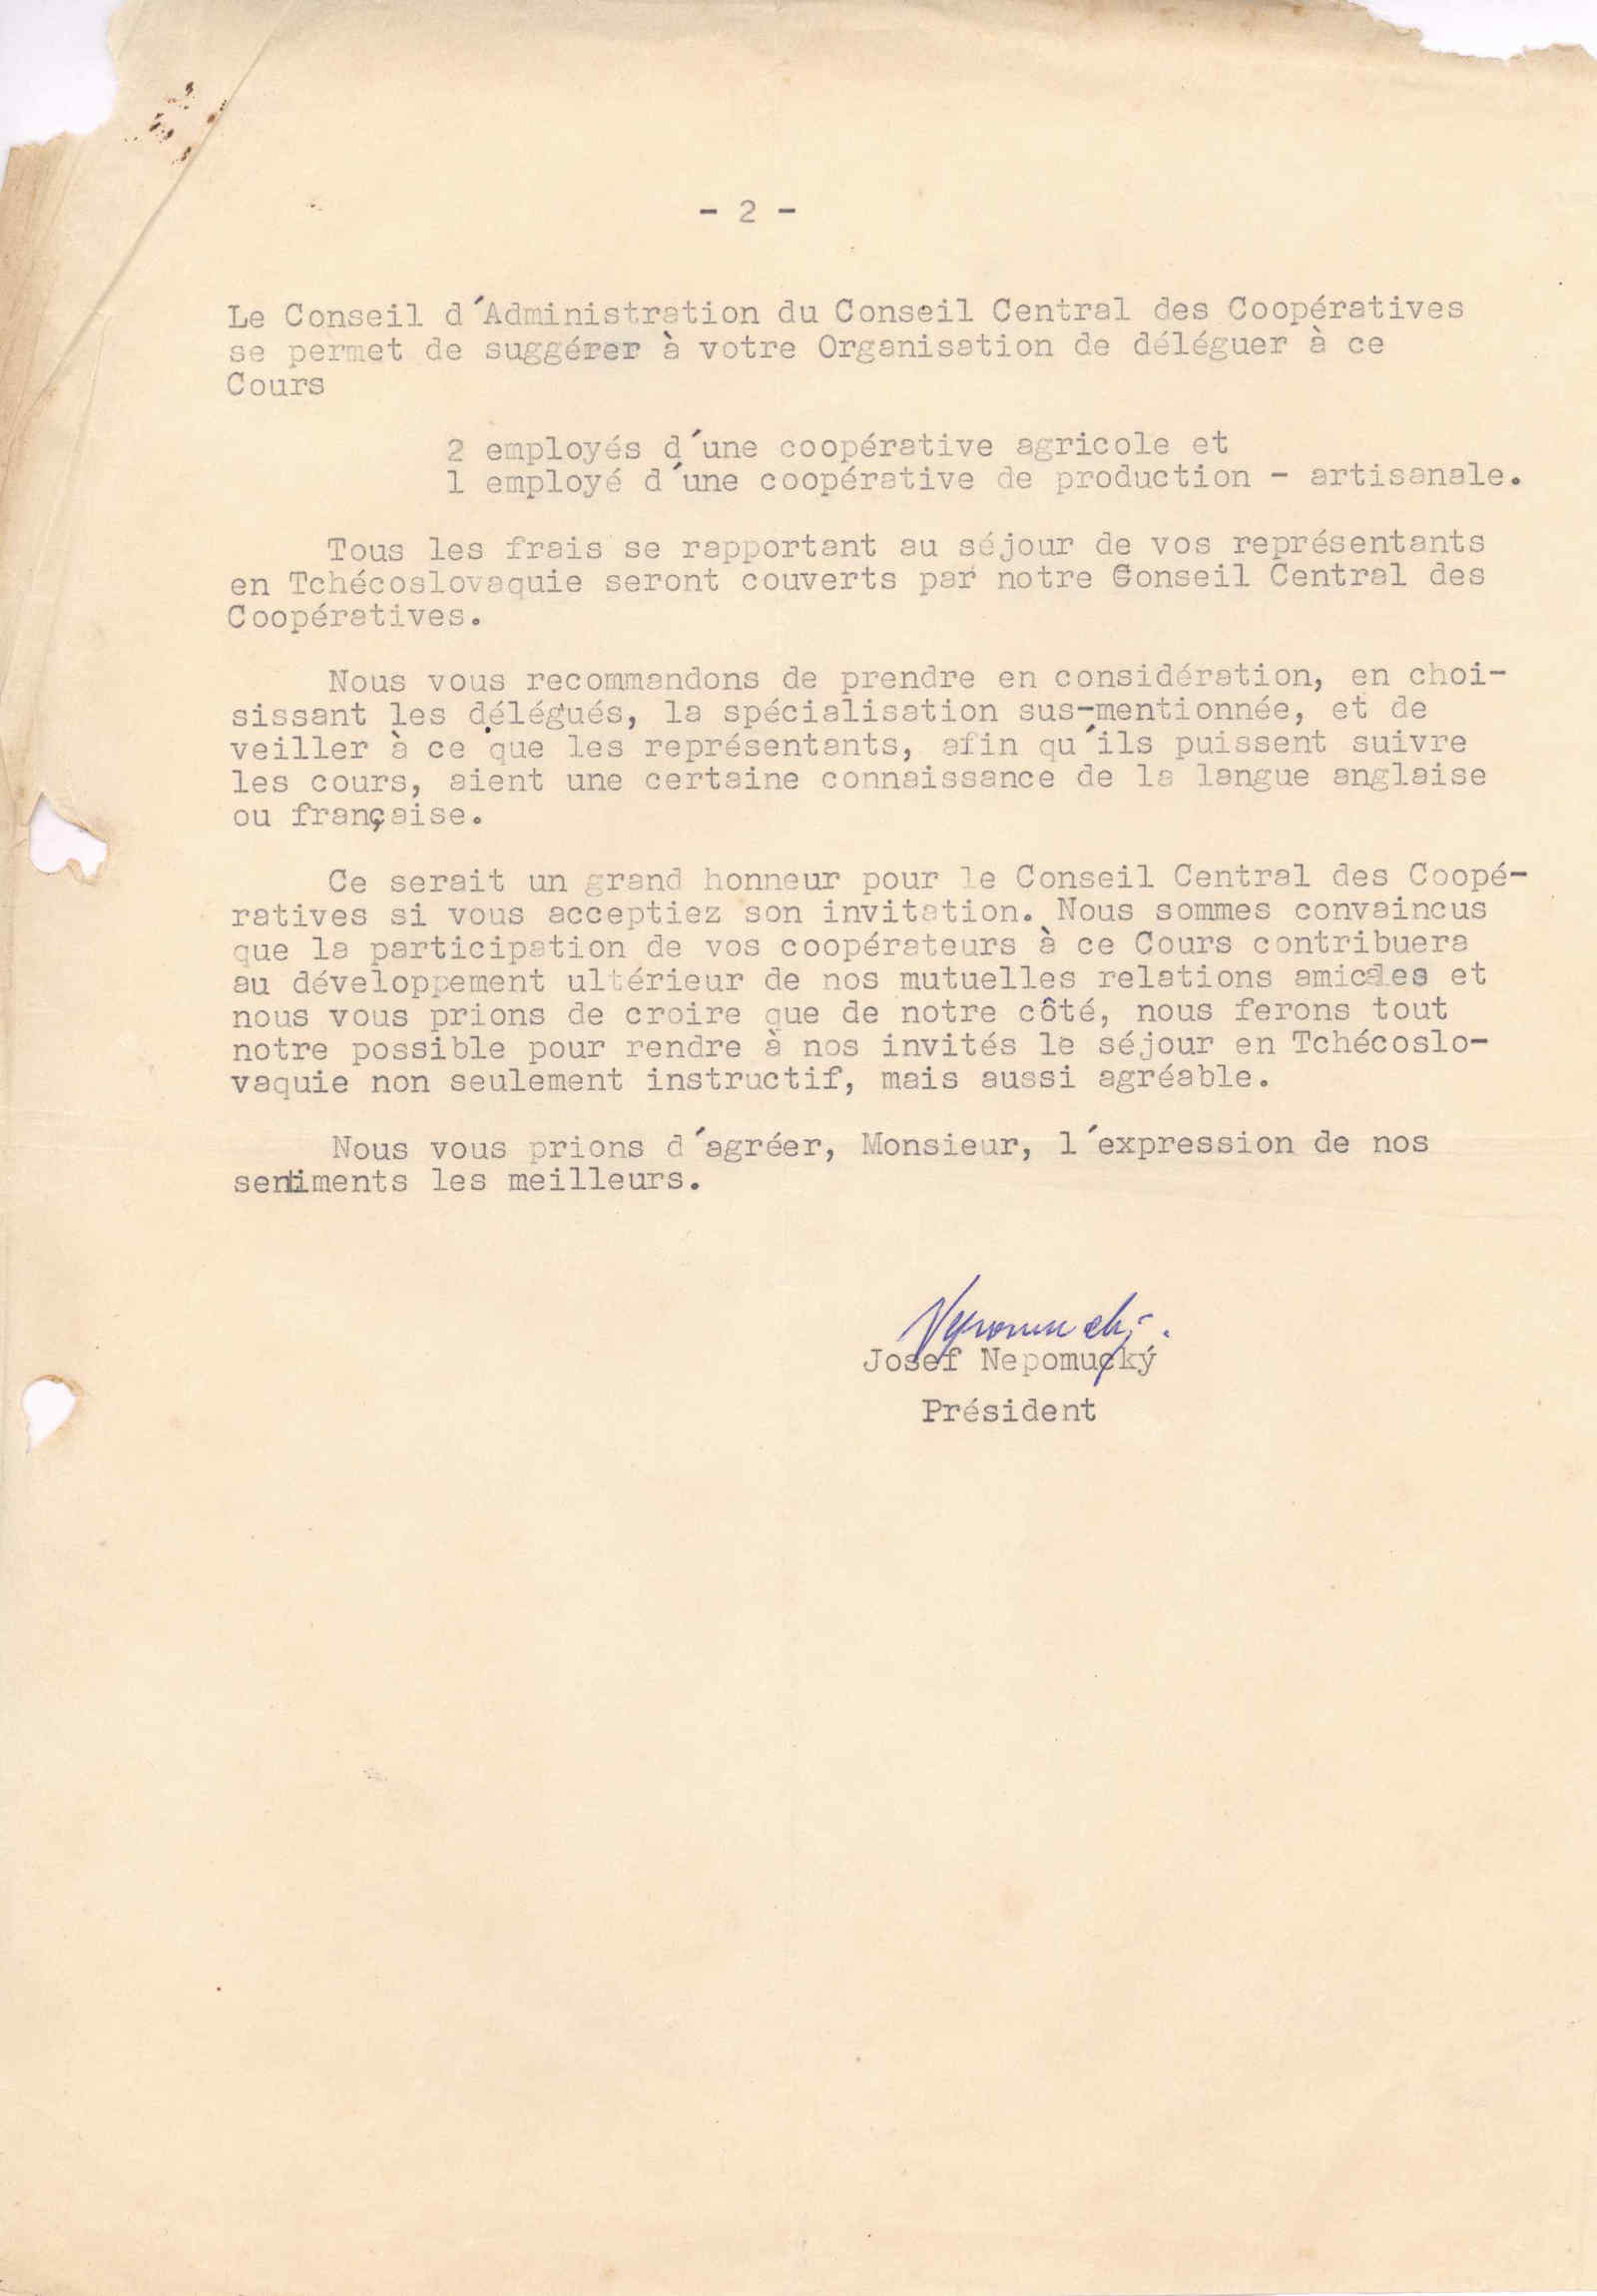 - 2 -
Le Conseil d´Administration du Conseil Central des Coopératives
se permet de suggérer à votre Organisation de déléguer à ce
Cours
2 employés d´une coopérative agricole et
1 employé d´une coopérative de production - artisanale.
Tous les frais se rapportant au séjour de vos représentants
en Tchécoslovaquie seront couverts par notre Conseil Central des
Coopératives.
Nous vous recommandons de prendre en considération, en choi-
sissant les délégués, la spécialisation sus-mentionnée, et de
veiller à ce que les représentants, afin qu´ils puissent suivre
les cours, aient une certaine connaissance de la langue anglaise
ou française.
Ce serait un grand honneur pour le Conseil Central des Coopé-
ratives si vous acceptiez son invitation. Nous sommes convaincus
que la participation de vos coopérateurs à ce Cours contribuera
au développement ultérieur de nos mutuelles relations amicales et
nous vous prions de croire que de notre côté, nous ferons tout
notre possible pour rendre à nos invités le séjour en Tchécoslo-
vaquie non seulement instructif, mais aussi agréable.
Nous vous prions d´agréer, Monsieur, l´expression de nos
sentiments les meilleurs.
Josef Nepomucký
Président